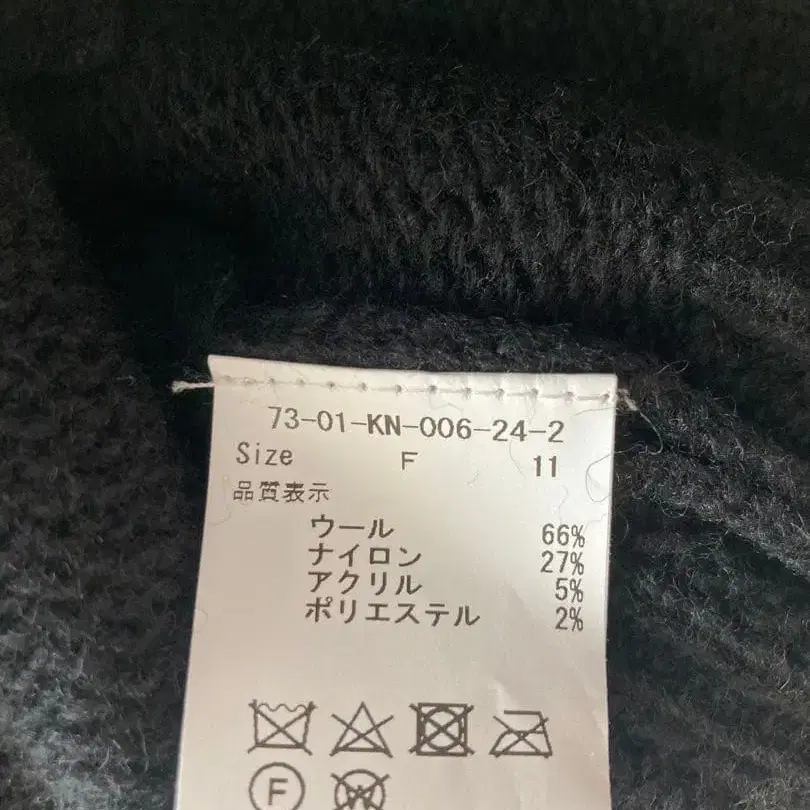 73-01-KN-006-24-2
Size F 11
品質表示
ウール 66%
ナイロン 27%
アクリル 5%
ポリエステル 2%
F W